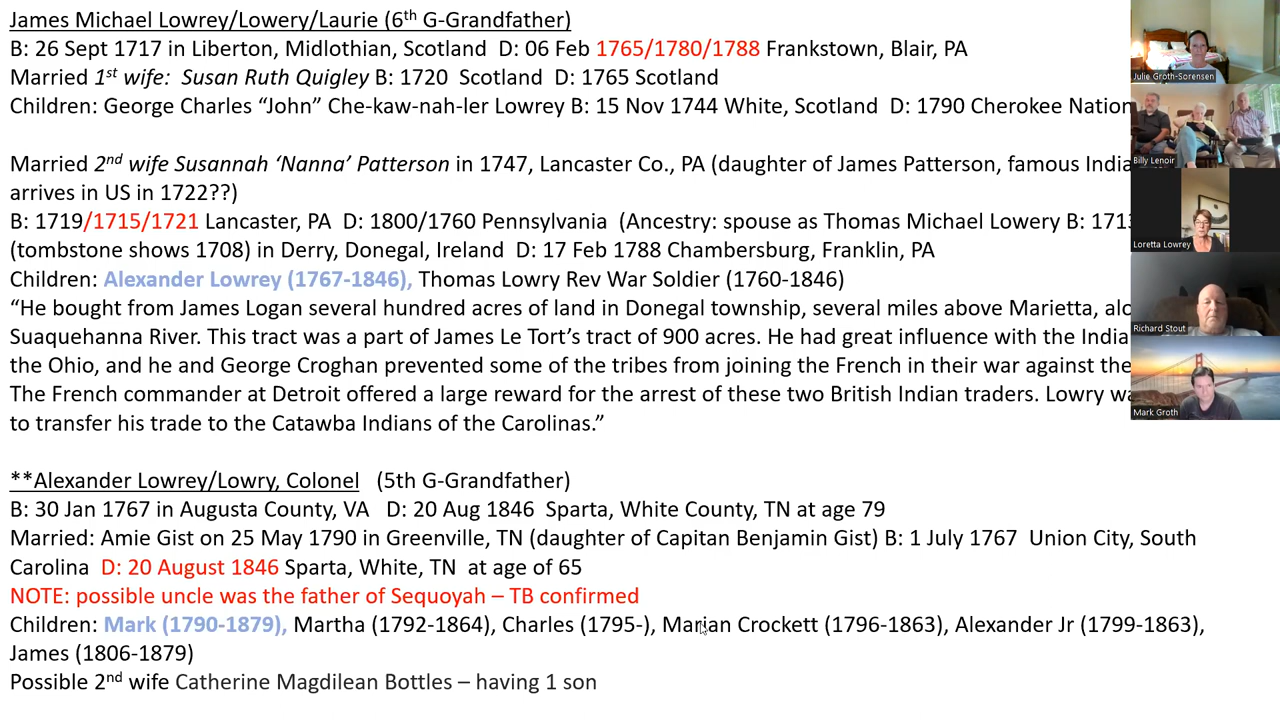 James Michael Lowrey/Lowery/Laurie (6th G-Grandfather)
B: 26 Sept 1717 in Liberton, Midlothian, Scotland D: 06 Feb 1765/1780/1788 Frankstown, Blair, PA
Married 1st wife: Susan Ruth Quigley B: 1720 Scotland D: 1765 Scotland
Children: George Charles “John” Che-kaw-nah-ler Lowrey B: 15 Nov 1744 White, Scotland D: 1790 Cherokee Nation
Married 2nd wife Susannah ‘Nanna’ Patterson in 1747, Lancaster Co., PA (daughter of James Patterson, famous India
arrives in US in 1722??)
B: 1719/1715/1721 Lancaster, PA D: 1800/1760 Pennsylvania (Ancestry: spouse as Thomas Michael Lowery B: 1713
(tombstone shows 1708) in Derry, Donegal, Ireland D: 17 Feb 1788 Chambersburg, Franklin, PA
Children: Alexander Lowrey (1767-1846), Thomas Lowry Rev War Soldier (1760-1846)
“He bought from James Logan several hundred acres of land in Donegal township, several miles above Marietta, alo
Suaquehanna River. This tract was a part of James Le Tort’s tract of 900 acres. He had great influence with the India
the Ohio, and he and George Croghan prevented some of the tribes from joining the French in their war against the
The French commander at Detroit offered a large reward for the arrest of these two British Indian traders. Lowry wa
to transfer his trade to the Catawba Indians of the Carolinas.”
**Alexander Lowrey/Lowry, Colonel (5th G-Grandfather)
B: 30 Jan 1767 in Augusta County, VA D: 20 Aug 1846 Sparta, White County, TN at age 79
Married: Amie Gist on 25 May 1790 in Greenville, TN (daughter of Capitan Benjamin Gist) B: 1 July 1767 Union City, South
Carolina D: 20 August 1846 Sparta, White, TN at age of 65
NOTE: possible uncle was the father of Sequoyah – TB confirmed
Children: Mark (1790-1879), Martha (1792-1864), Charles (1795-), Marian Crockett (1796-1863), Alexander Jr (1799-1863),
James (1806-1879)
Possible 2nd wife Catherine Magdilean Bottles – having 1 son
Julie Groth-Sorensen
Billy Lenoir
Loretta Lowrey
Richard Stout
Mark Groth